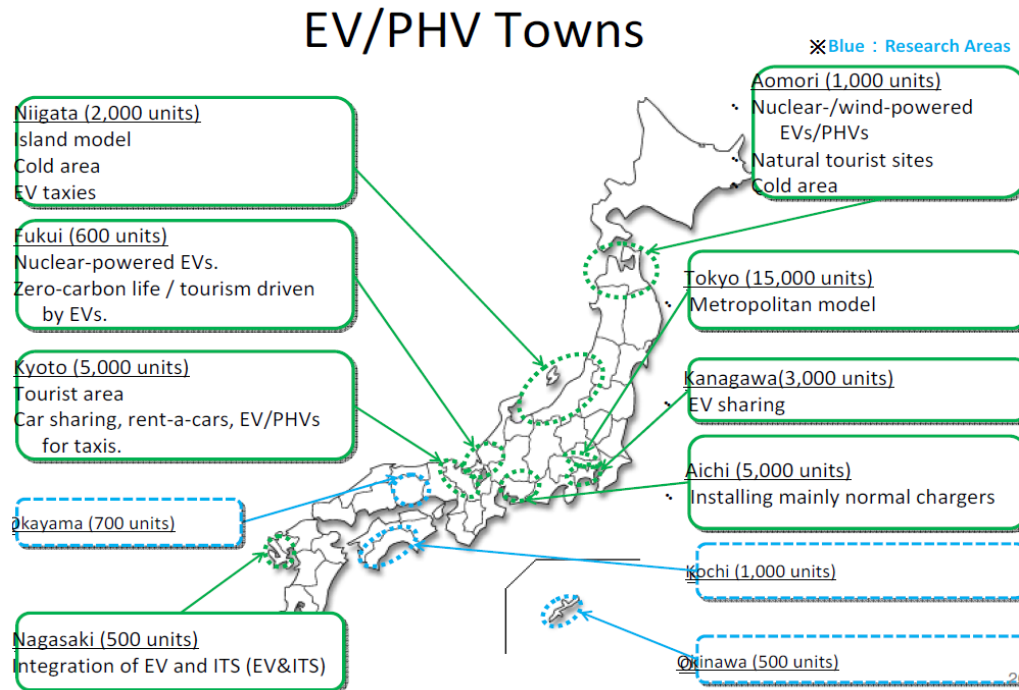 EV/PHV Towns
※Blue : Research Areas
Niigata (2,000 units)
Island model
Cold area
EV taxies
Fukui (600 units)
Nuclear-powered EVs.
Zero-carbon life / tourism driven
by EVs.
Kyoto (5,000 units)
Tourist area
Car sharing, rent-a-cars, EV/PHVs
for taxis.
Okayama (700 units)
Nagasaki (500 units)
Integration of EV and ITS (EV&ITS)
Aomori (1,000 units)
Nuclear-/wind-powered
EVs/PHVs
Natural tourist sites
Cold area
Tokyo (15,000 units)
Metropolitan model
Kanagawa(3,000 units)
EV sharing
Aichi (5,000 units)
Installing mainly normal chargers
Kochi (1,000 units)
Okinawa (500 units)